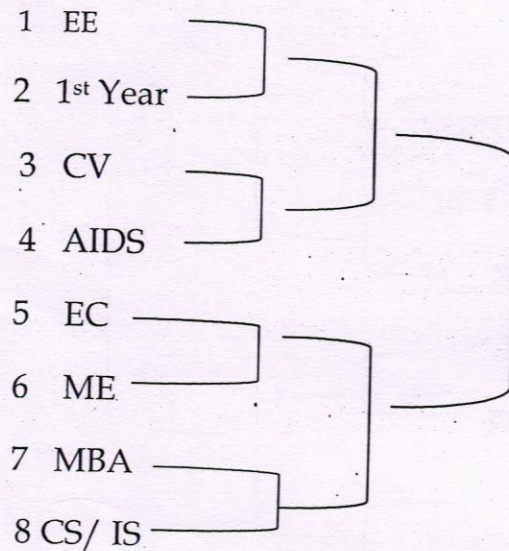 1 EE
2 1st Year
3 CV
4 AIDS
5 EC
6 ME
7 MBA
8 CS/ IS